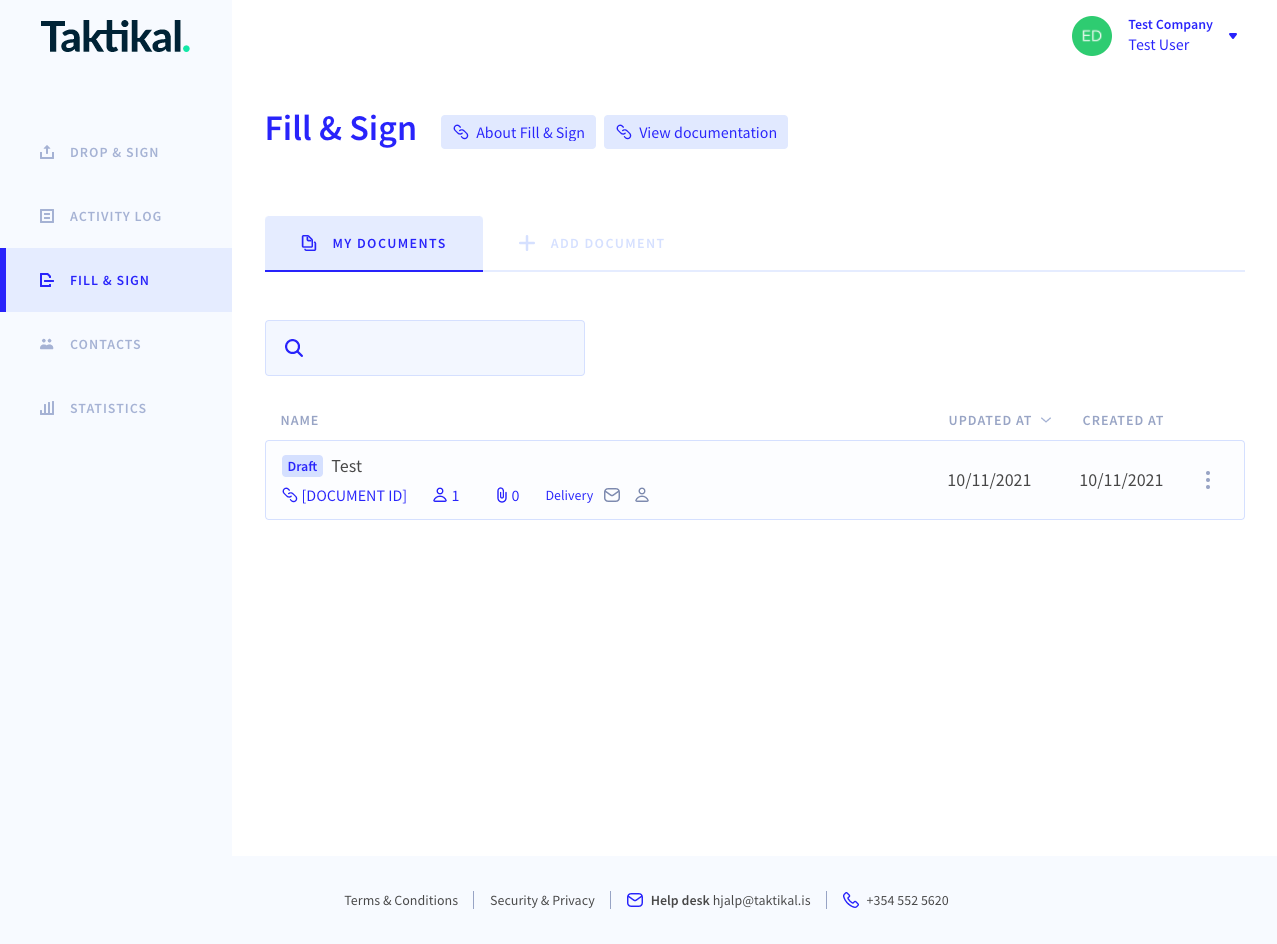 Taktikal.
ED
Test Company
Test User
DROP & SIGN
ACTIVITY LOG
FILL & SIGN
CONTACTS
STATISTICS
Fill & Sign
About Fill & Sign
View documentation
MY DOCUMENTS
ADD DOCUMENT
NAME UPDATED AT CREATED AT
Draft Test
[DOCUMENT ID] 1 0 Delivery
10/11/2021 10/11/2021
Terms & Conditions Security & Privacy Help desk hjalp@taktikal.is +354 552 5620